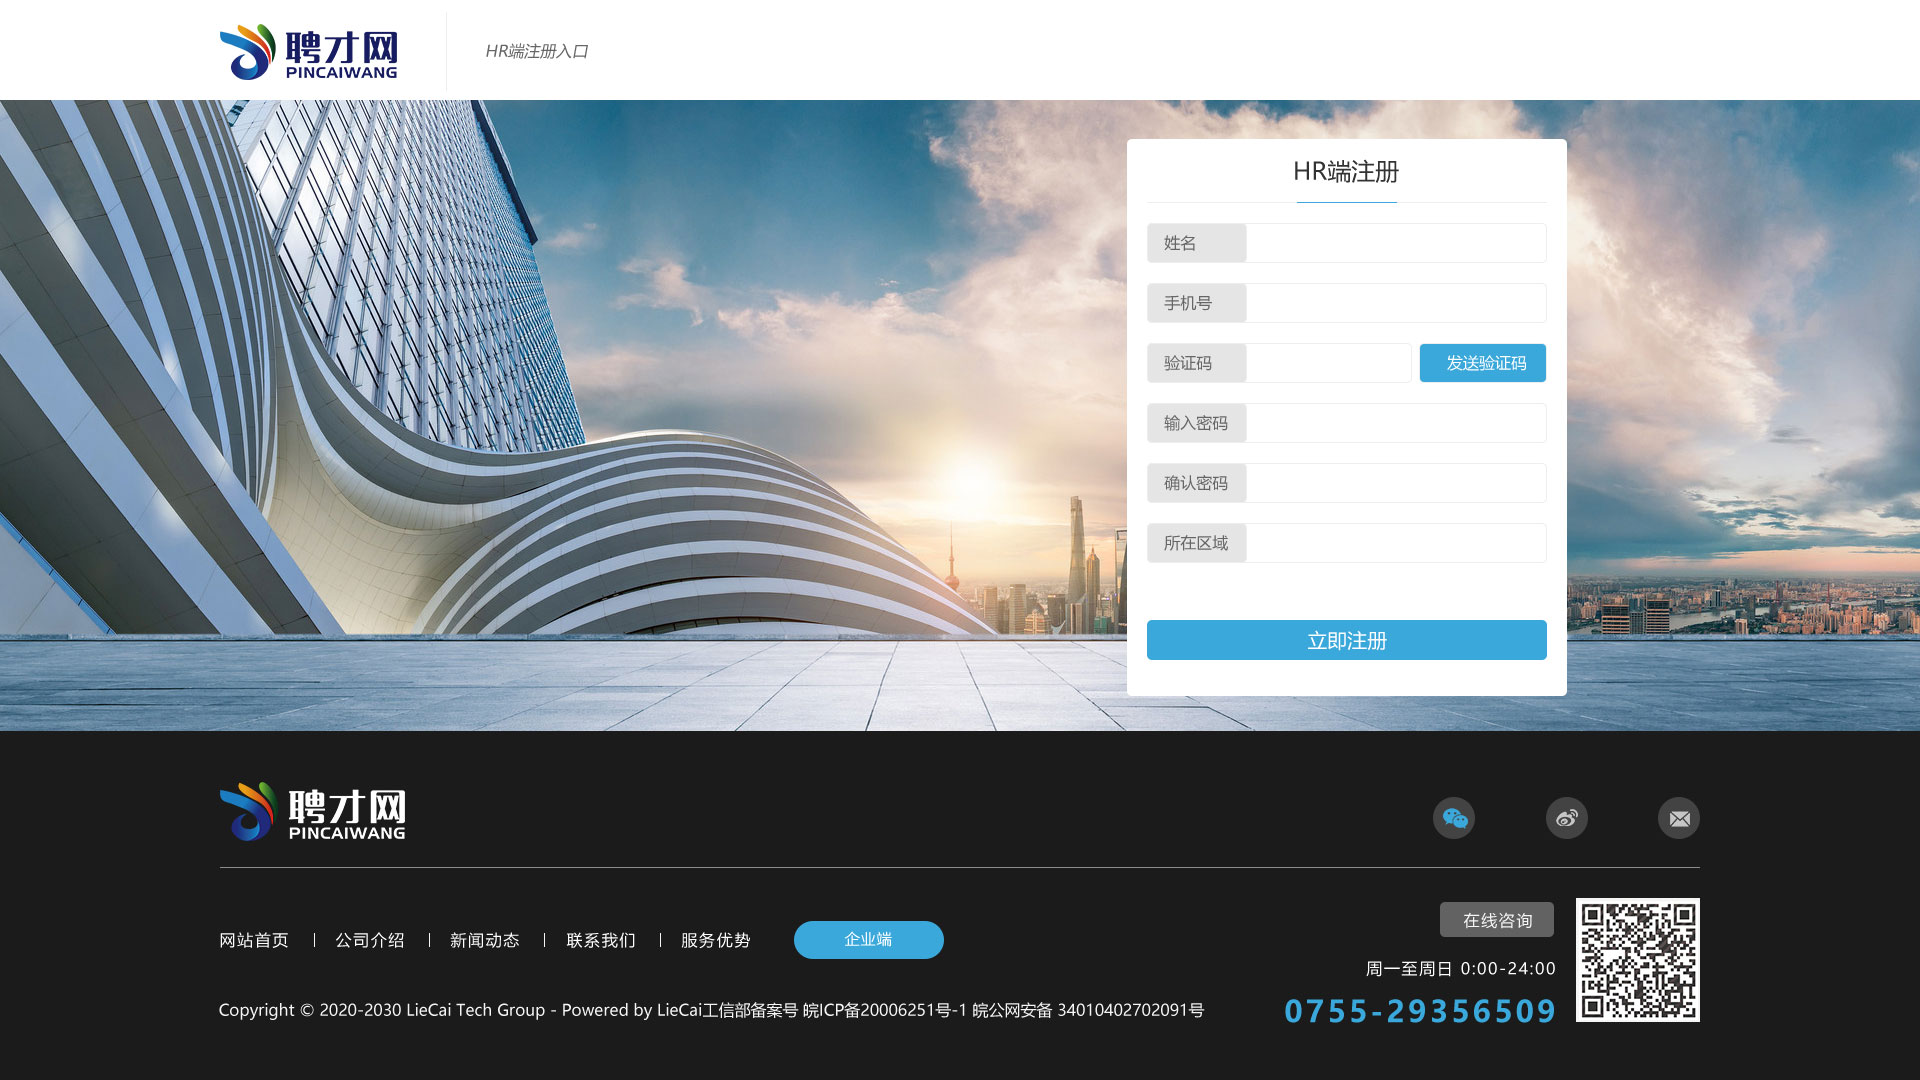 聘才网
PINCAIWANG
HR端注册入口
HR端注册
姓名
手机号
验证码
发送验证码
输入密码
确认密码
所在区域
立即注册
聘才网
PINCAIWANG
网站首页 | 公司介绍 | 新闻动态 | 联系我们 | 服务优势 企业端
在线咨询
周一至周日 0:00-24:00
0755-29356509
Copyright © 2020-2030 LieCai Tech Group - Powered by LieCai工信部备案号 皖ICP备20006251号-1 皖公网安备 34010402702091号